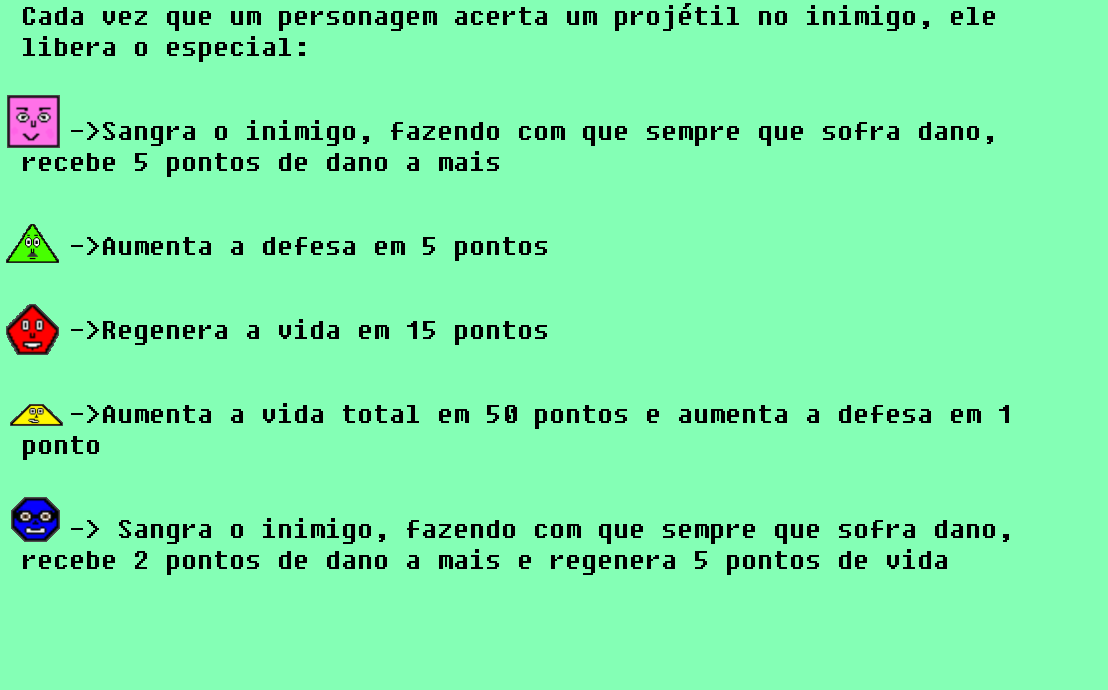 Cada vez que um personagem acerta um projétil no inimigo, ele
libera o especial:
->Sangra o inimigo, fazendo com que sempre que sofra dano,
recebe 5 pontos de dano a mais
->Aumenta a defesa em 5 pontos
->Regenera a vida em 15 pontos
->Aumenta a vida total em 50 pontos e aumenta a defesa em 1
ponto
-> Sangra o inimigo, fazendo com que sempre que sofra dano,
recebe 2 pontos de dano a mais e regenera 5 pontos de vida